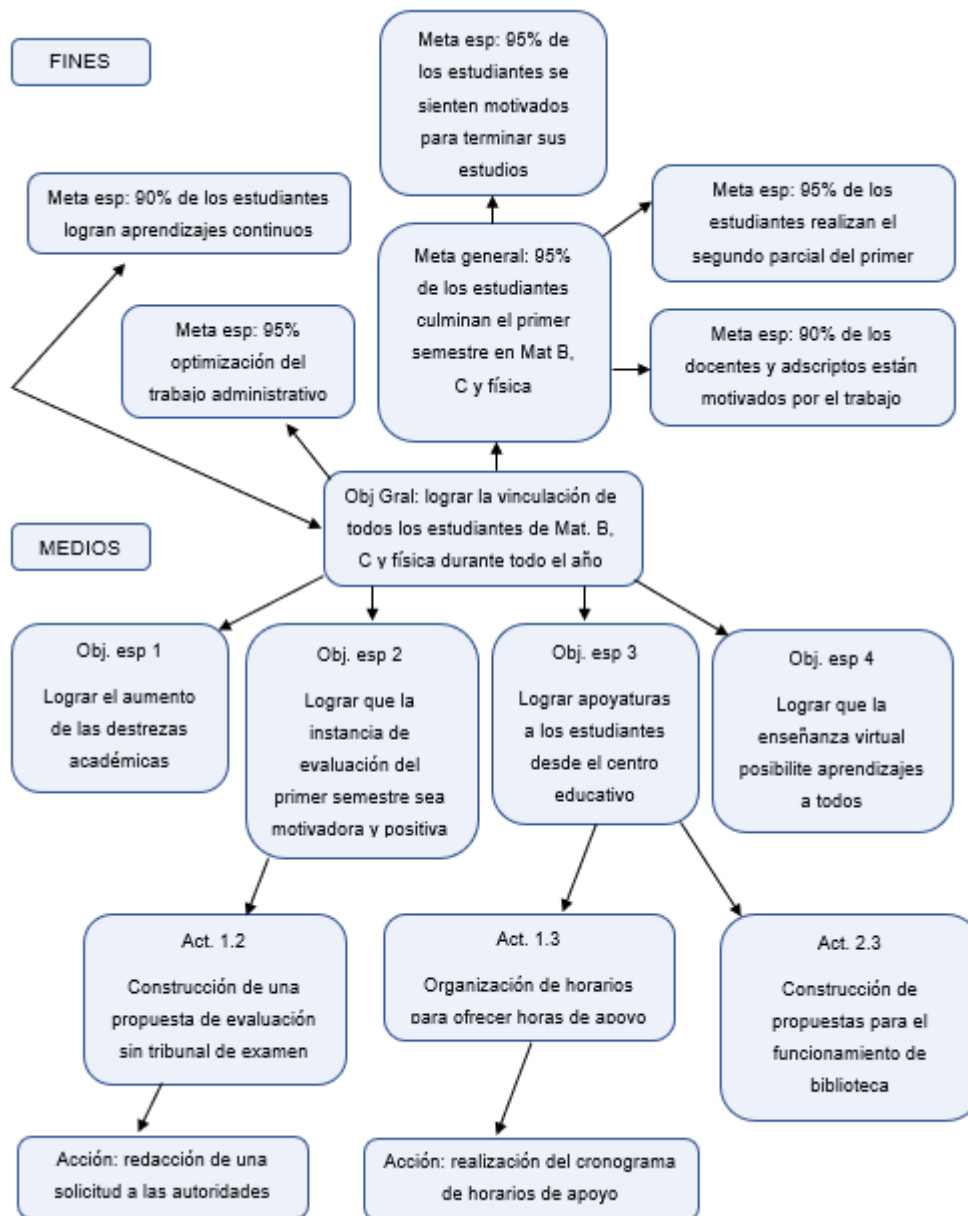 FINES
Meta esp: 95% de
los estudiantes se
sienten motivados
para terminar sus
estudios
Meta esp: 90% de los estudiantes
logran aprendizajes continuos
Meta esp: 95% de los
estudiantes realizan el
segundo parcial del primer
Meta general: 95%
de los estudiantes
culminan el primer
semestre en Mat B,
C y física
Meta esp: 95%
optimización del
trabajo administrativo
Meta esp: 90% de los
docentes y adscriptos están
motivados por el trabajo
Obj Gral: lograr la vinculación de
todos los estudiantes de Mat. B,
C y física durante todo el año
MEDIOS
Obj. esp 1
Lograr el aumento
de las destrezas
académicas
Obj. esp 2
Lograr que la
instancia de
evaluación del
primer semestre sea
motivadora y positiva
Obj. esp 3
Lograr apoyaturas
a los estudiantes
desde el centro
educativo
Obj. esp 4
Lograr que la
enseñanza virtual
posibilite aprendizajes
a todos
Act. 1.2
Construcción de una
propuesta de evaluación
sin tribunal de examen
Act. 1.3
Organización de horarios
para ofrecer horas de apoyo
Act. 2.3
Construcción de
propuestas para el
funcionamiento de
biblioteca
Acción: redacción de una
solicitud a las autoridades
Acción: realización del cronograma
de horarios de apoyo